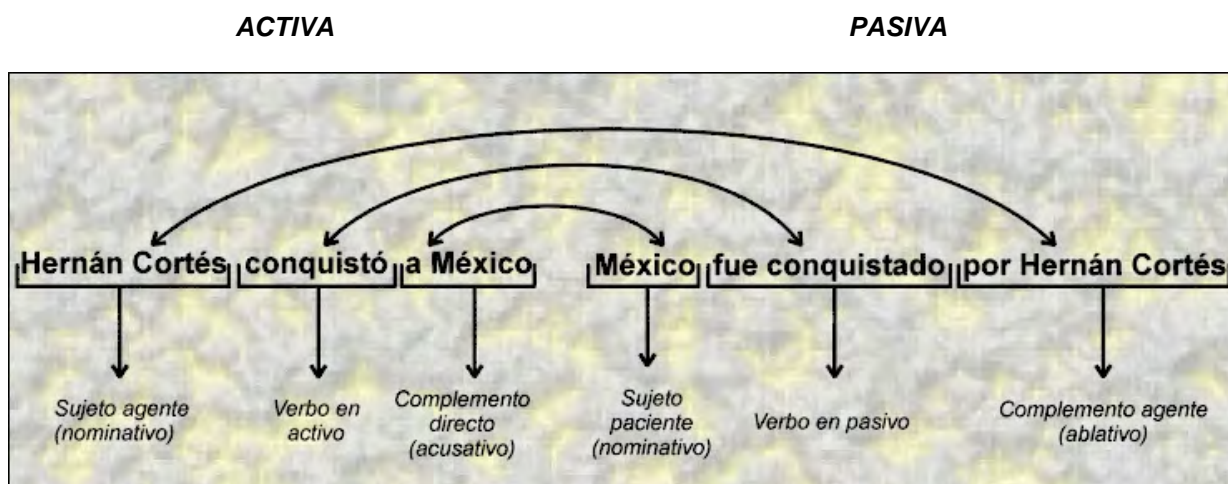 ACTIVA PASIVA
Hernán Cortés conquistó a México México fue conquistado por Hernán Cortés
Sujeto agente
(nominativo)
Verbo en
activo
Complemento
directo
(acusativo)
Sujeto
paciente
(nominativo)
Verbo en pasivo
Complemento agente
(ablativo)